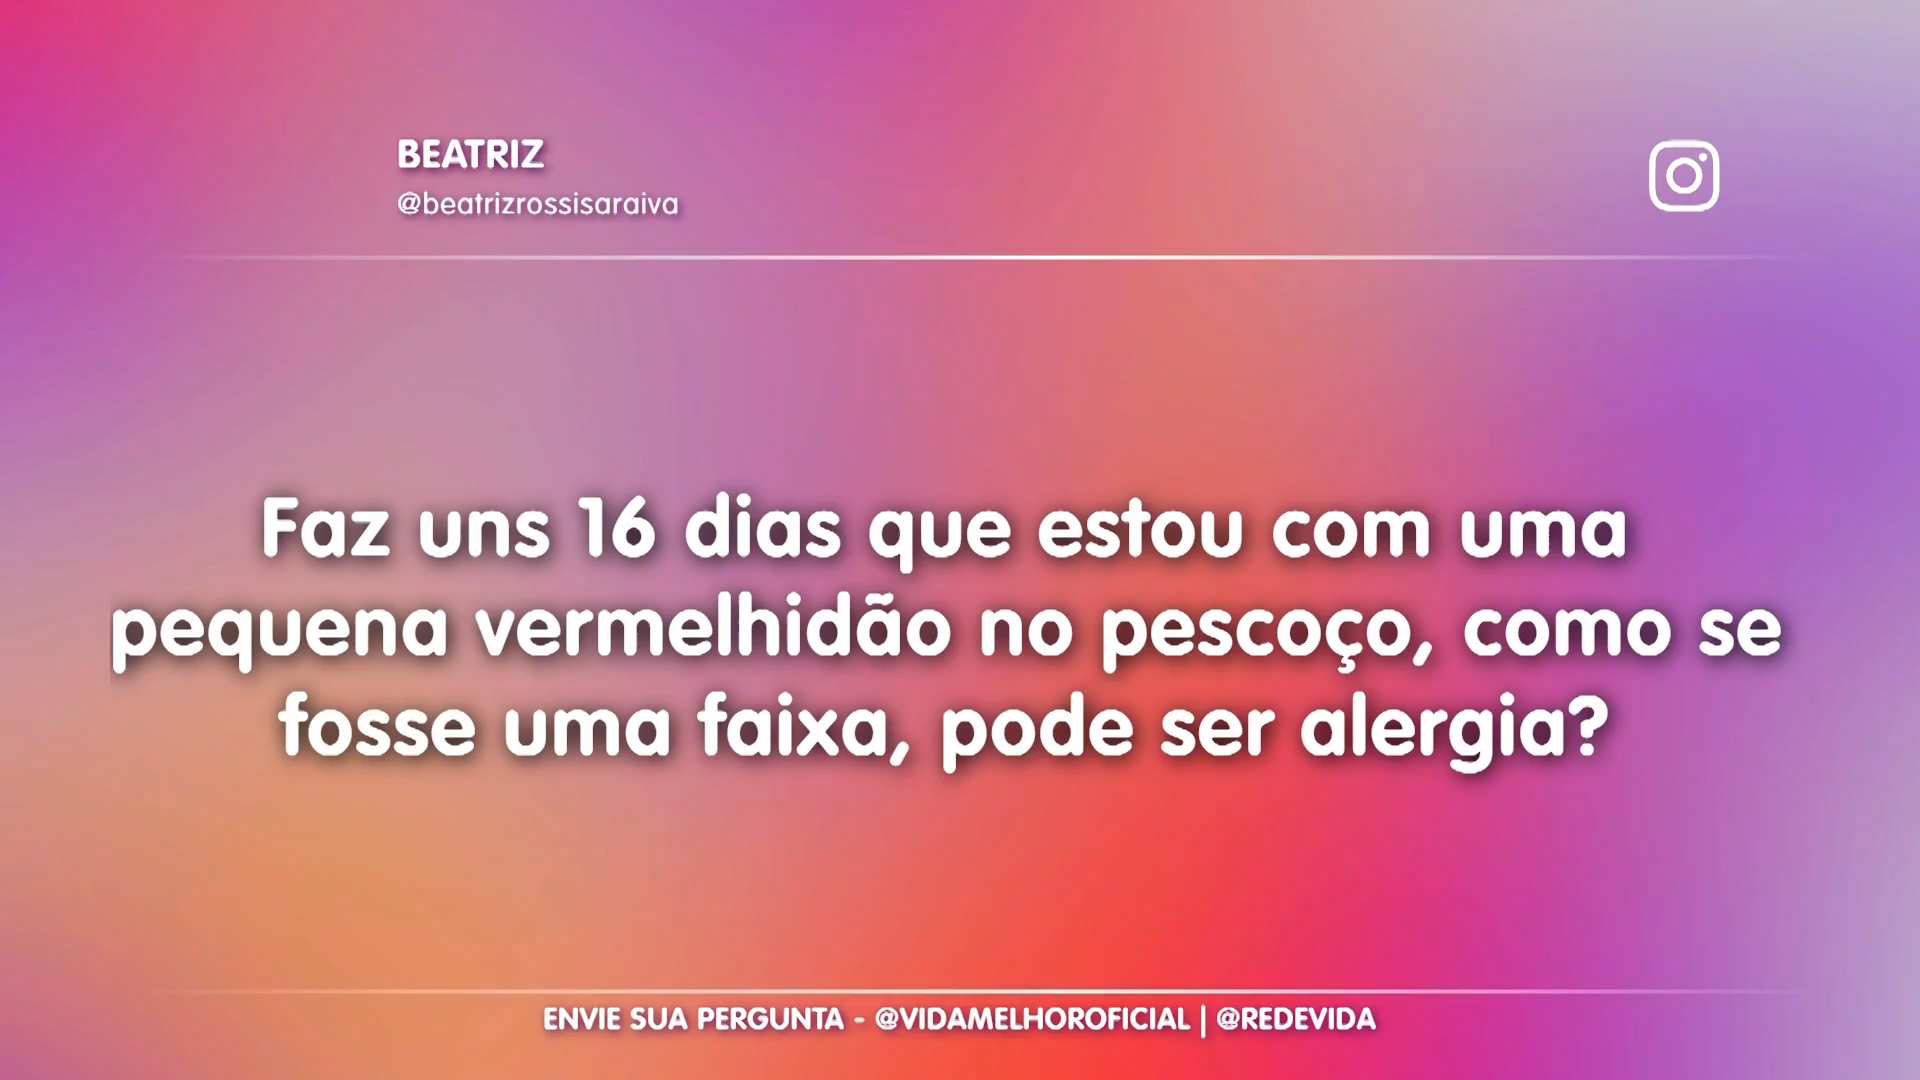 BEATRIZ
@beatrizrossisaraiva
Faz uns 16 dias que estou com uma
pequena vermelhidão no pescoço, como se
fosse uma faixa, pode ser alergia?
ENVIE SUA PERGUNTA - @VIDAMELHOROFICIAL | @REDEVIDA